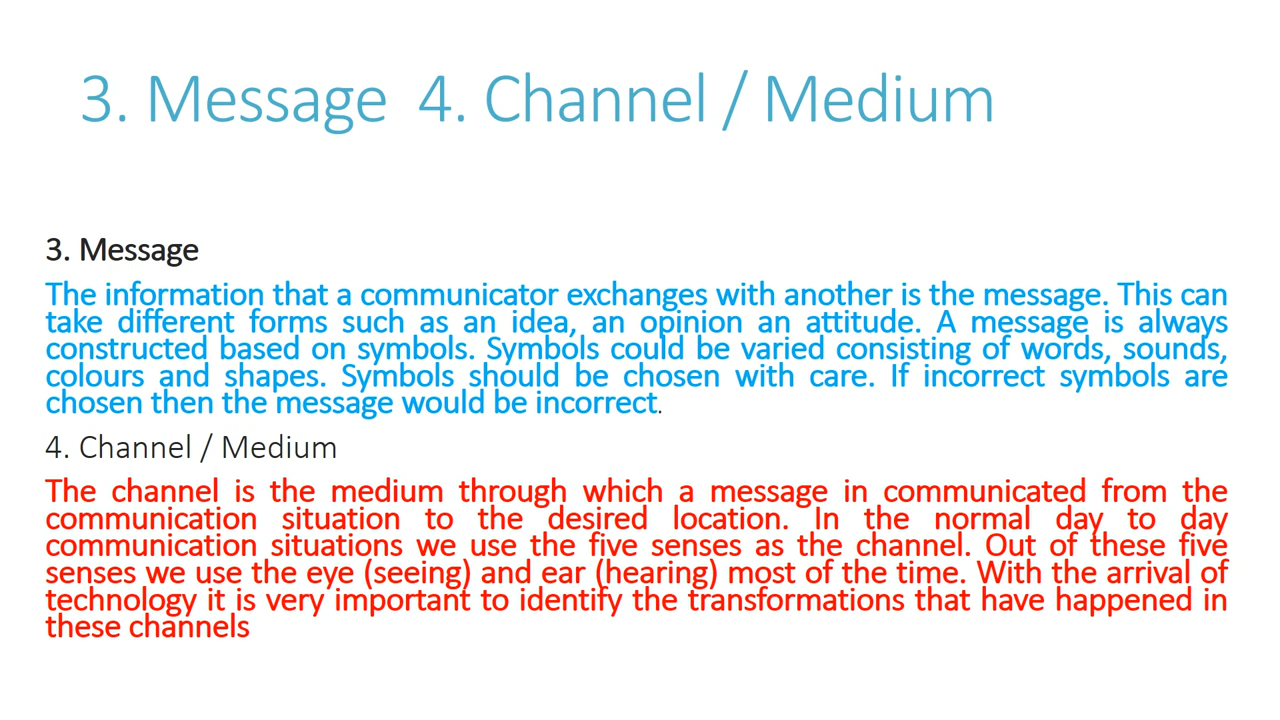 3. Message 4. Channel / Medium
3. Message
The information that a communicator exchanges with another is the message. This can
take different forms such as an idea, an opinion an attitude. A message is always
constructed based on symbols. Symbols could be varied consisting of words, sounds,
colours and shapes. Symbols should be chosen with care. If incorrect symbols are
chosen then the message would be incorrect.
4. Channel / Medium
The channel is the medium through which a message in communicated from the
communication situation to the desired location. In the normal day to day
communication situations we use the five senses as the channel. Out of these five
senses we use the eye (seeing) and ear (hearing) most of the time. With the arrival of
technology it is very important to identify the transformations that have happened in
these channels